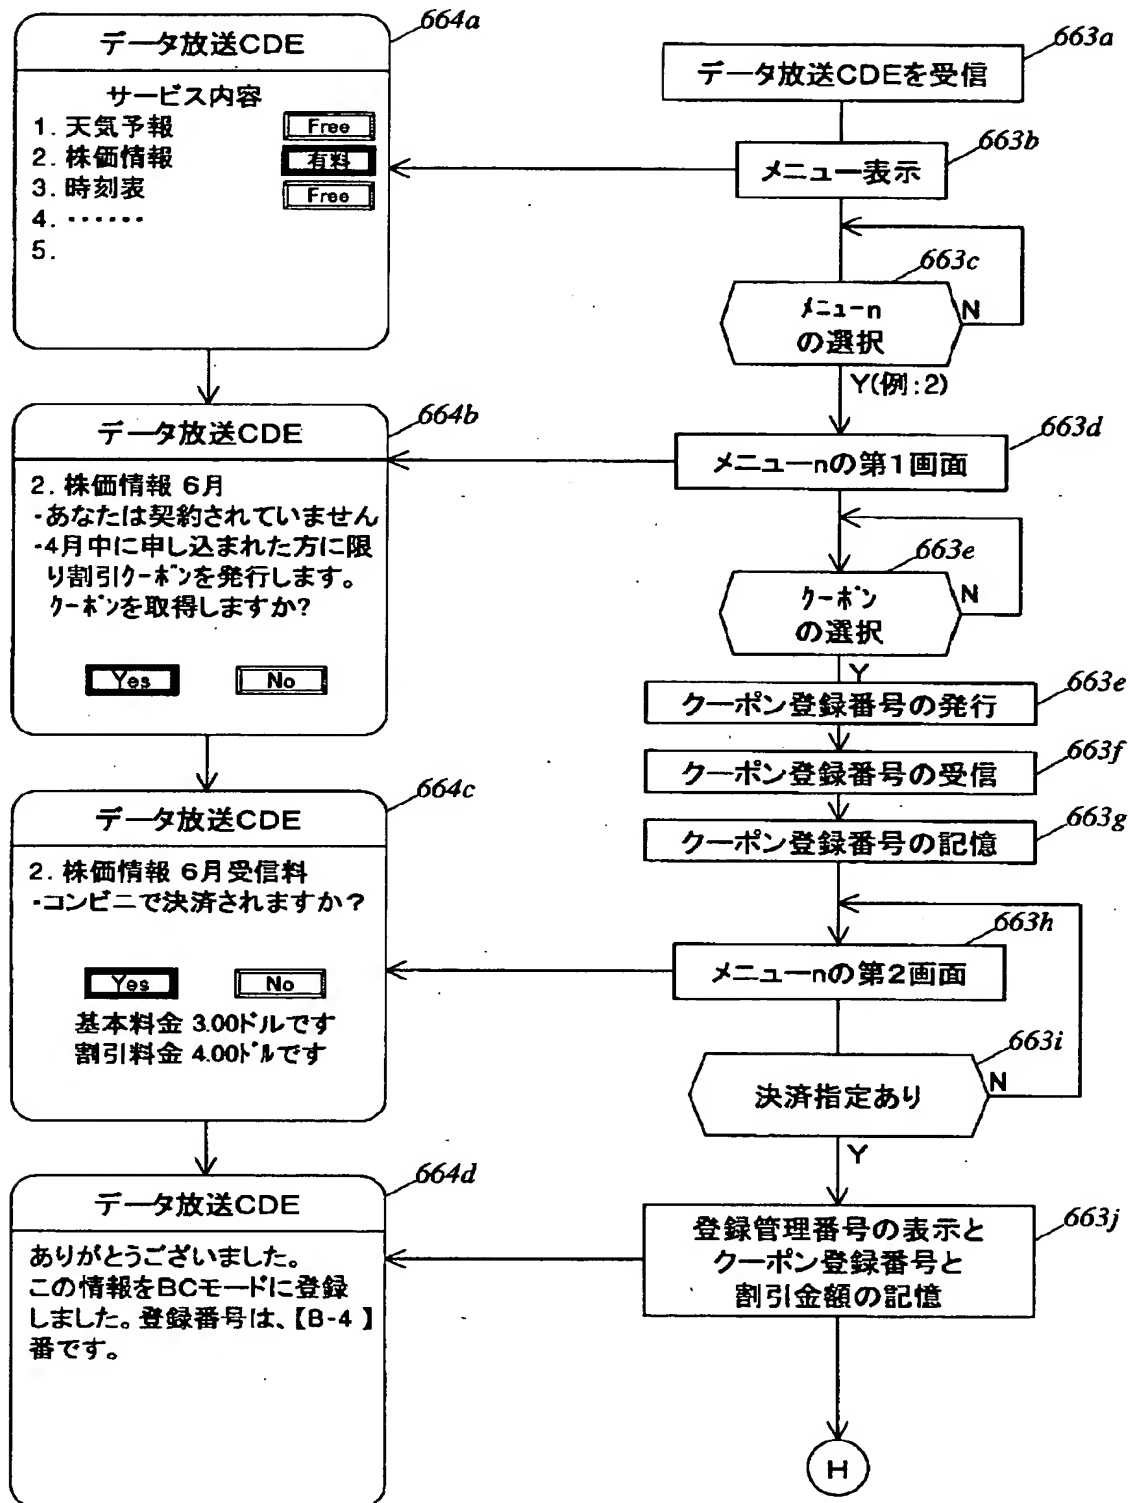 664a
データ放送CDE
サービス内容
1. 天気予報 Free
2. 株価情報 有料
3. 時刻表 Free
4. ・・・・・・
5.
664b
データ放送CDE
2. 株価情報 6月
-あなたは契約されていません
-4月中に申し込まれた方に限
り割引クーポンを発行します。
クーポンを取得しますか?
Yes No
664c
データ放送CDE
2. 株価情報 6月受信料
-コンビニで決済されますか?
Yes No
基本料金 3.00ドルです
割引料金 4.00ドルです
664d
データ放送CDE
ありがとうございました。
この情報をBCモードに登録
しました。登録番号は、【B-4 】
番です。
663a
データ放送CDEを受信
663b
メニュー表示
663c
メニューn
の選択
N
Y(例:2)
663d
メニューnの第1画面
663e
クーポン
の選択
N
Y
663e
クーポン登録番号の発行
663f
クーポン登録番号の受信
663g
クーポン登録番号の記憶
663h
メニューnの第2画面
663i
決済指定あり
N
Y
663j
登録管理番号の表示と
クーポン登録番号と
割引金額の記憶
H